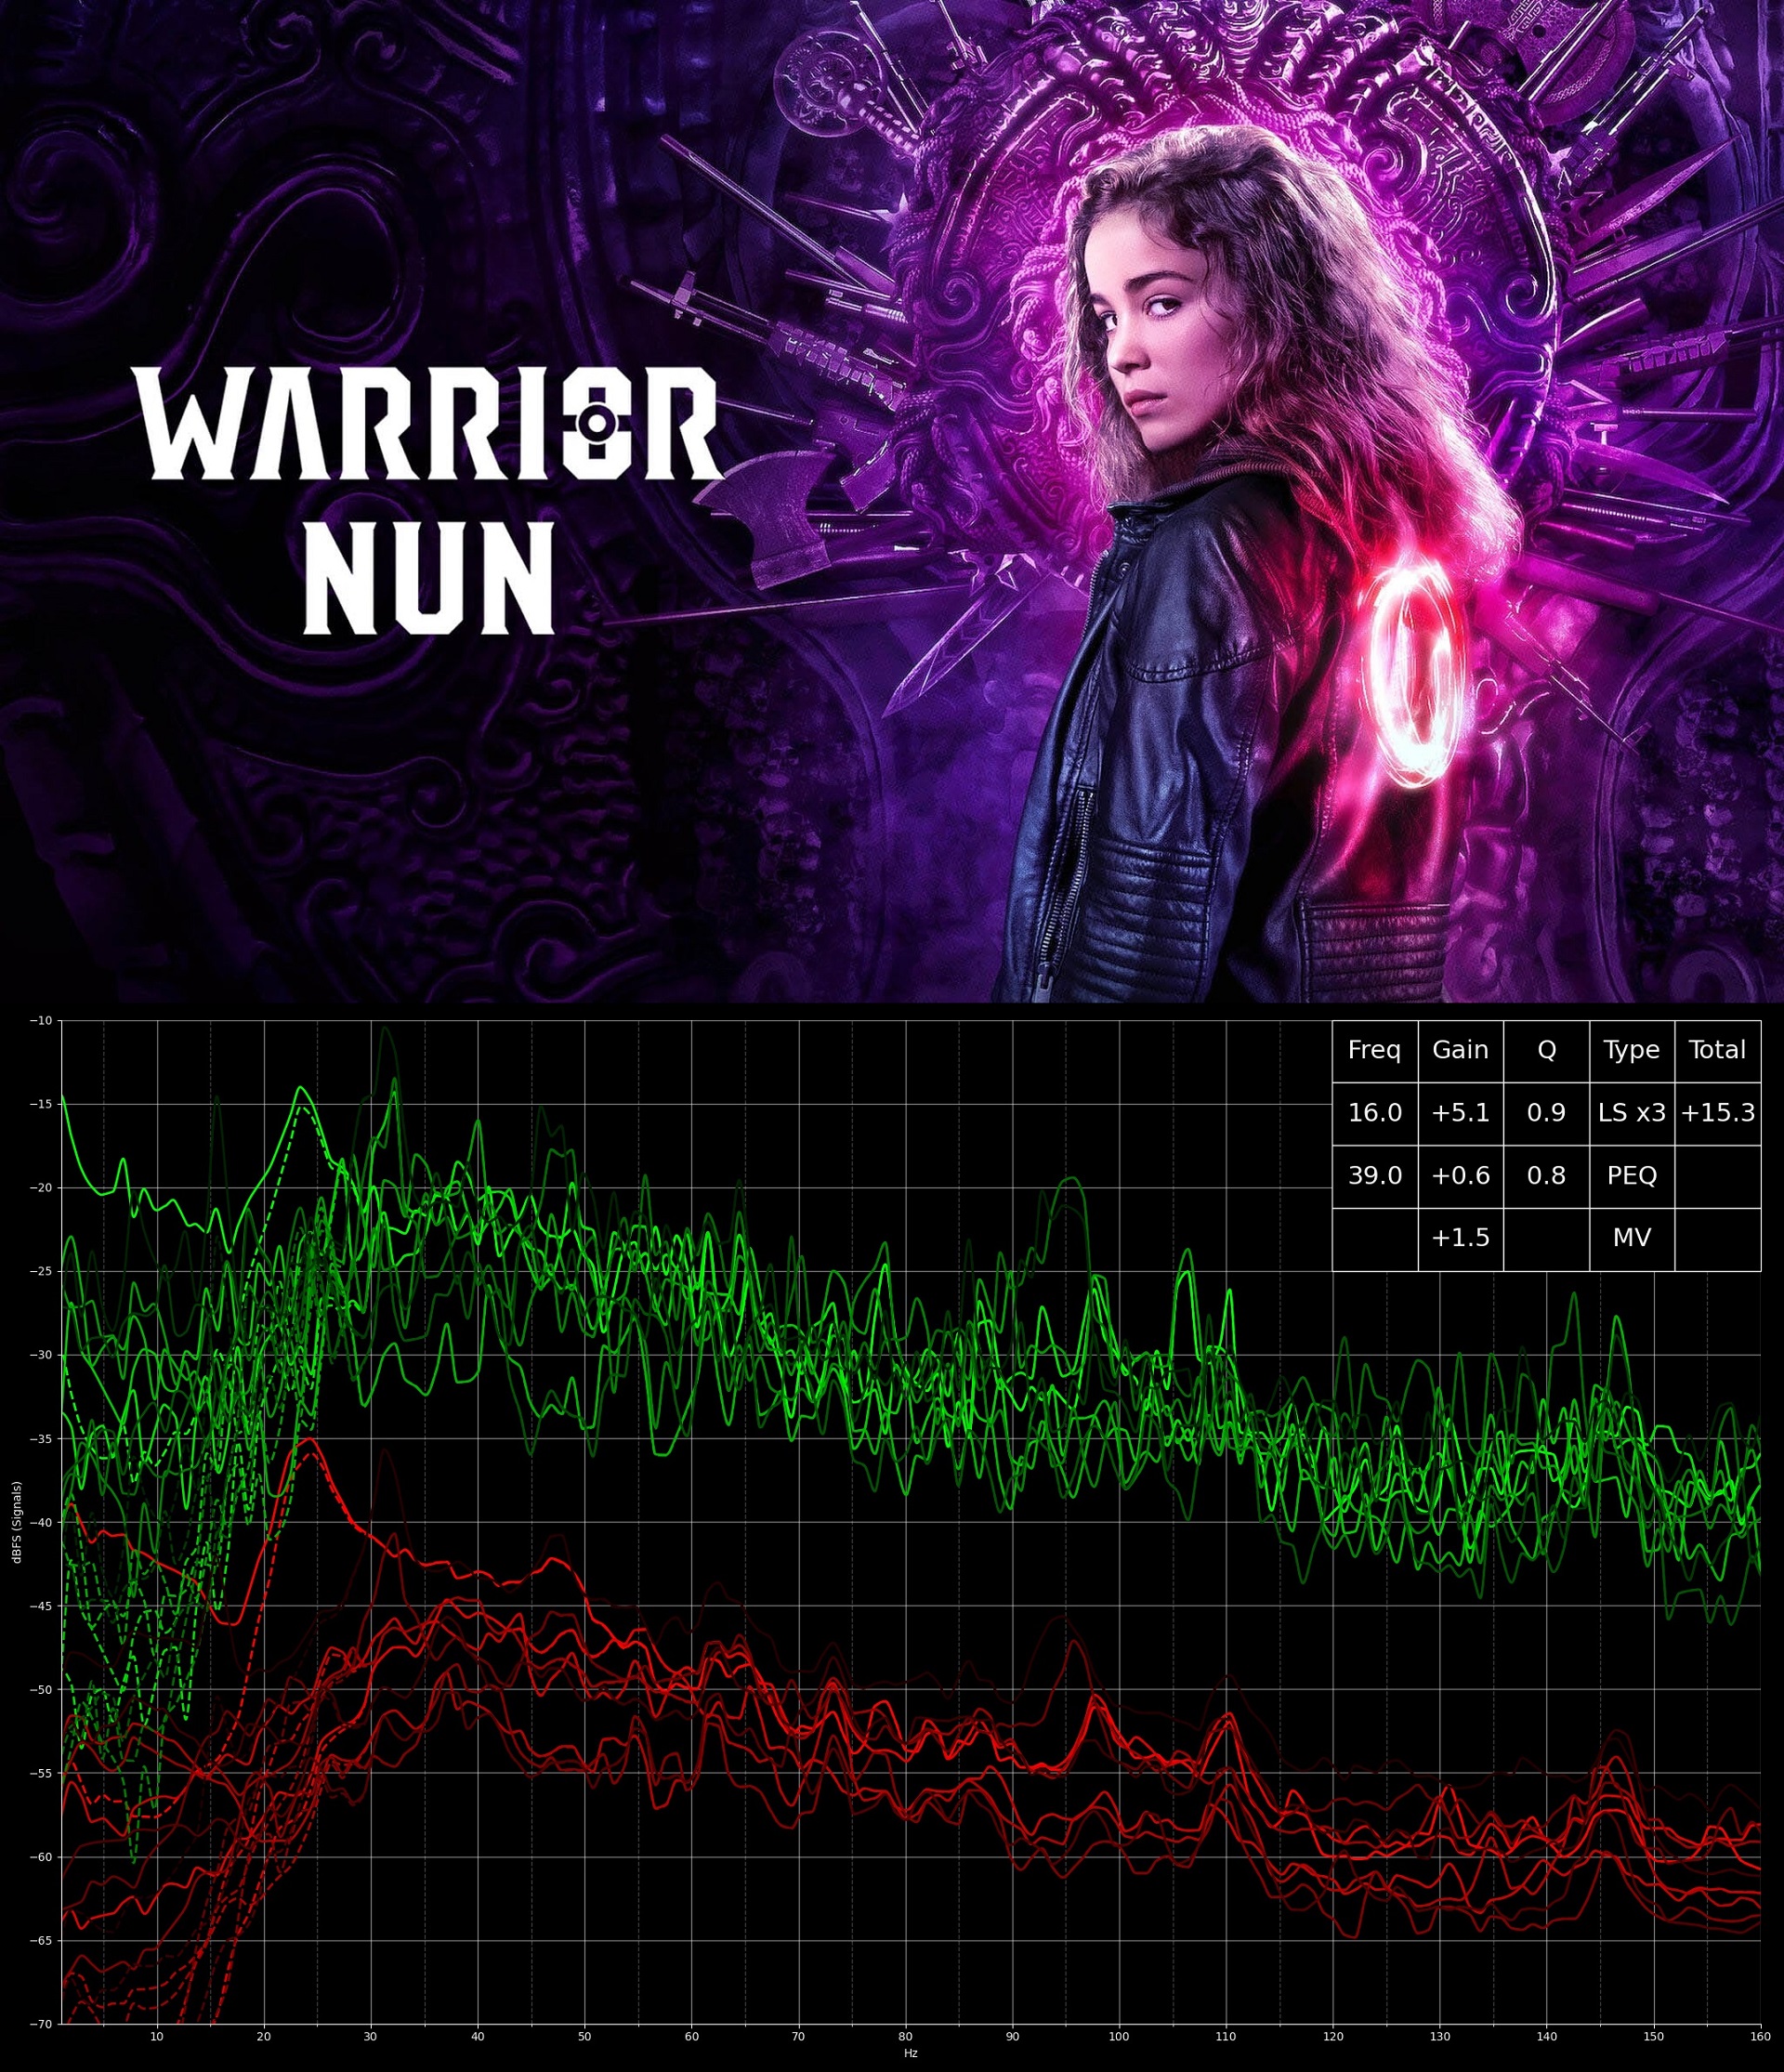 WARRIOR
NUN
Freq Gain Q Type Total
16.0 +5.1 0.9 LS x3 +15.3
39.0 +0.6 0.8 PEQ
+1.5 MV
−10
−15
−20
−25
−30
−35
−40
−45
−50
−55
−60
−65
−70
dBFS (Signals)
10 20 30 40 50 60 70 80 90 100 110 120 130 140 150 160
Hz